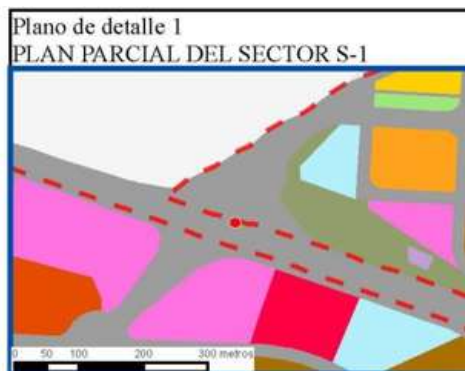 Plano de detalle 1
PLAN PARCIAL DEL SECTOR S-1
0 50 100 200 300 metros